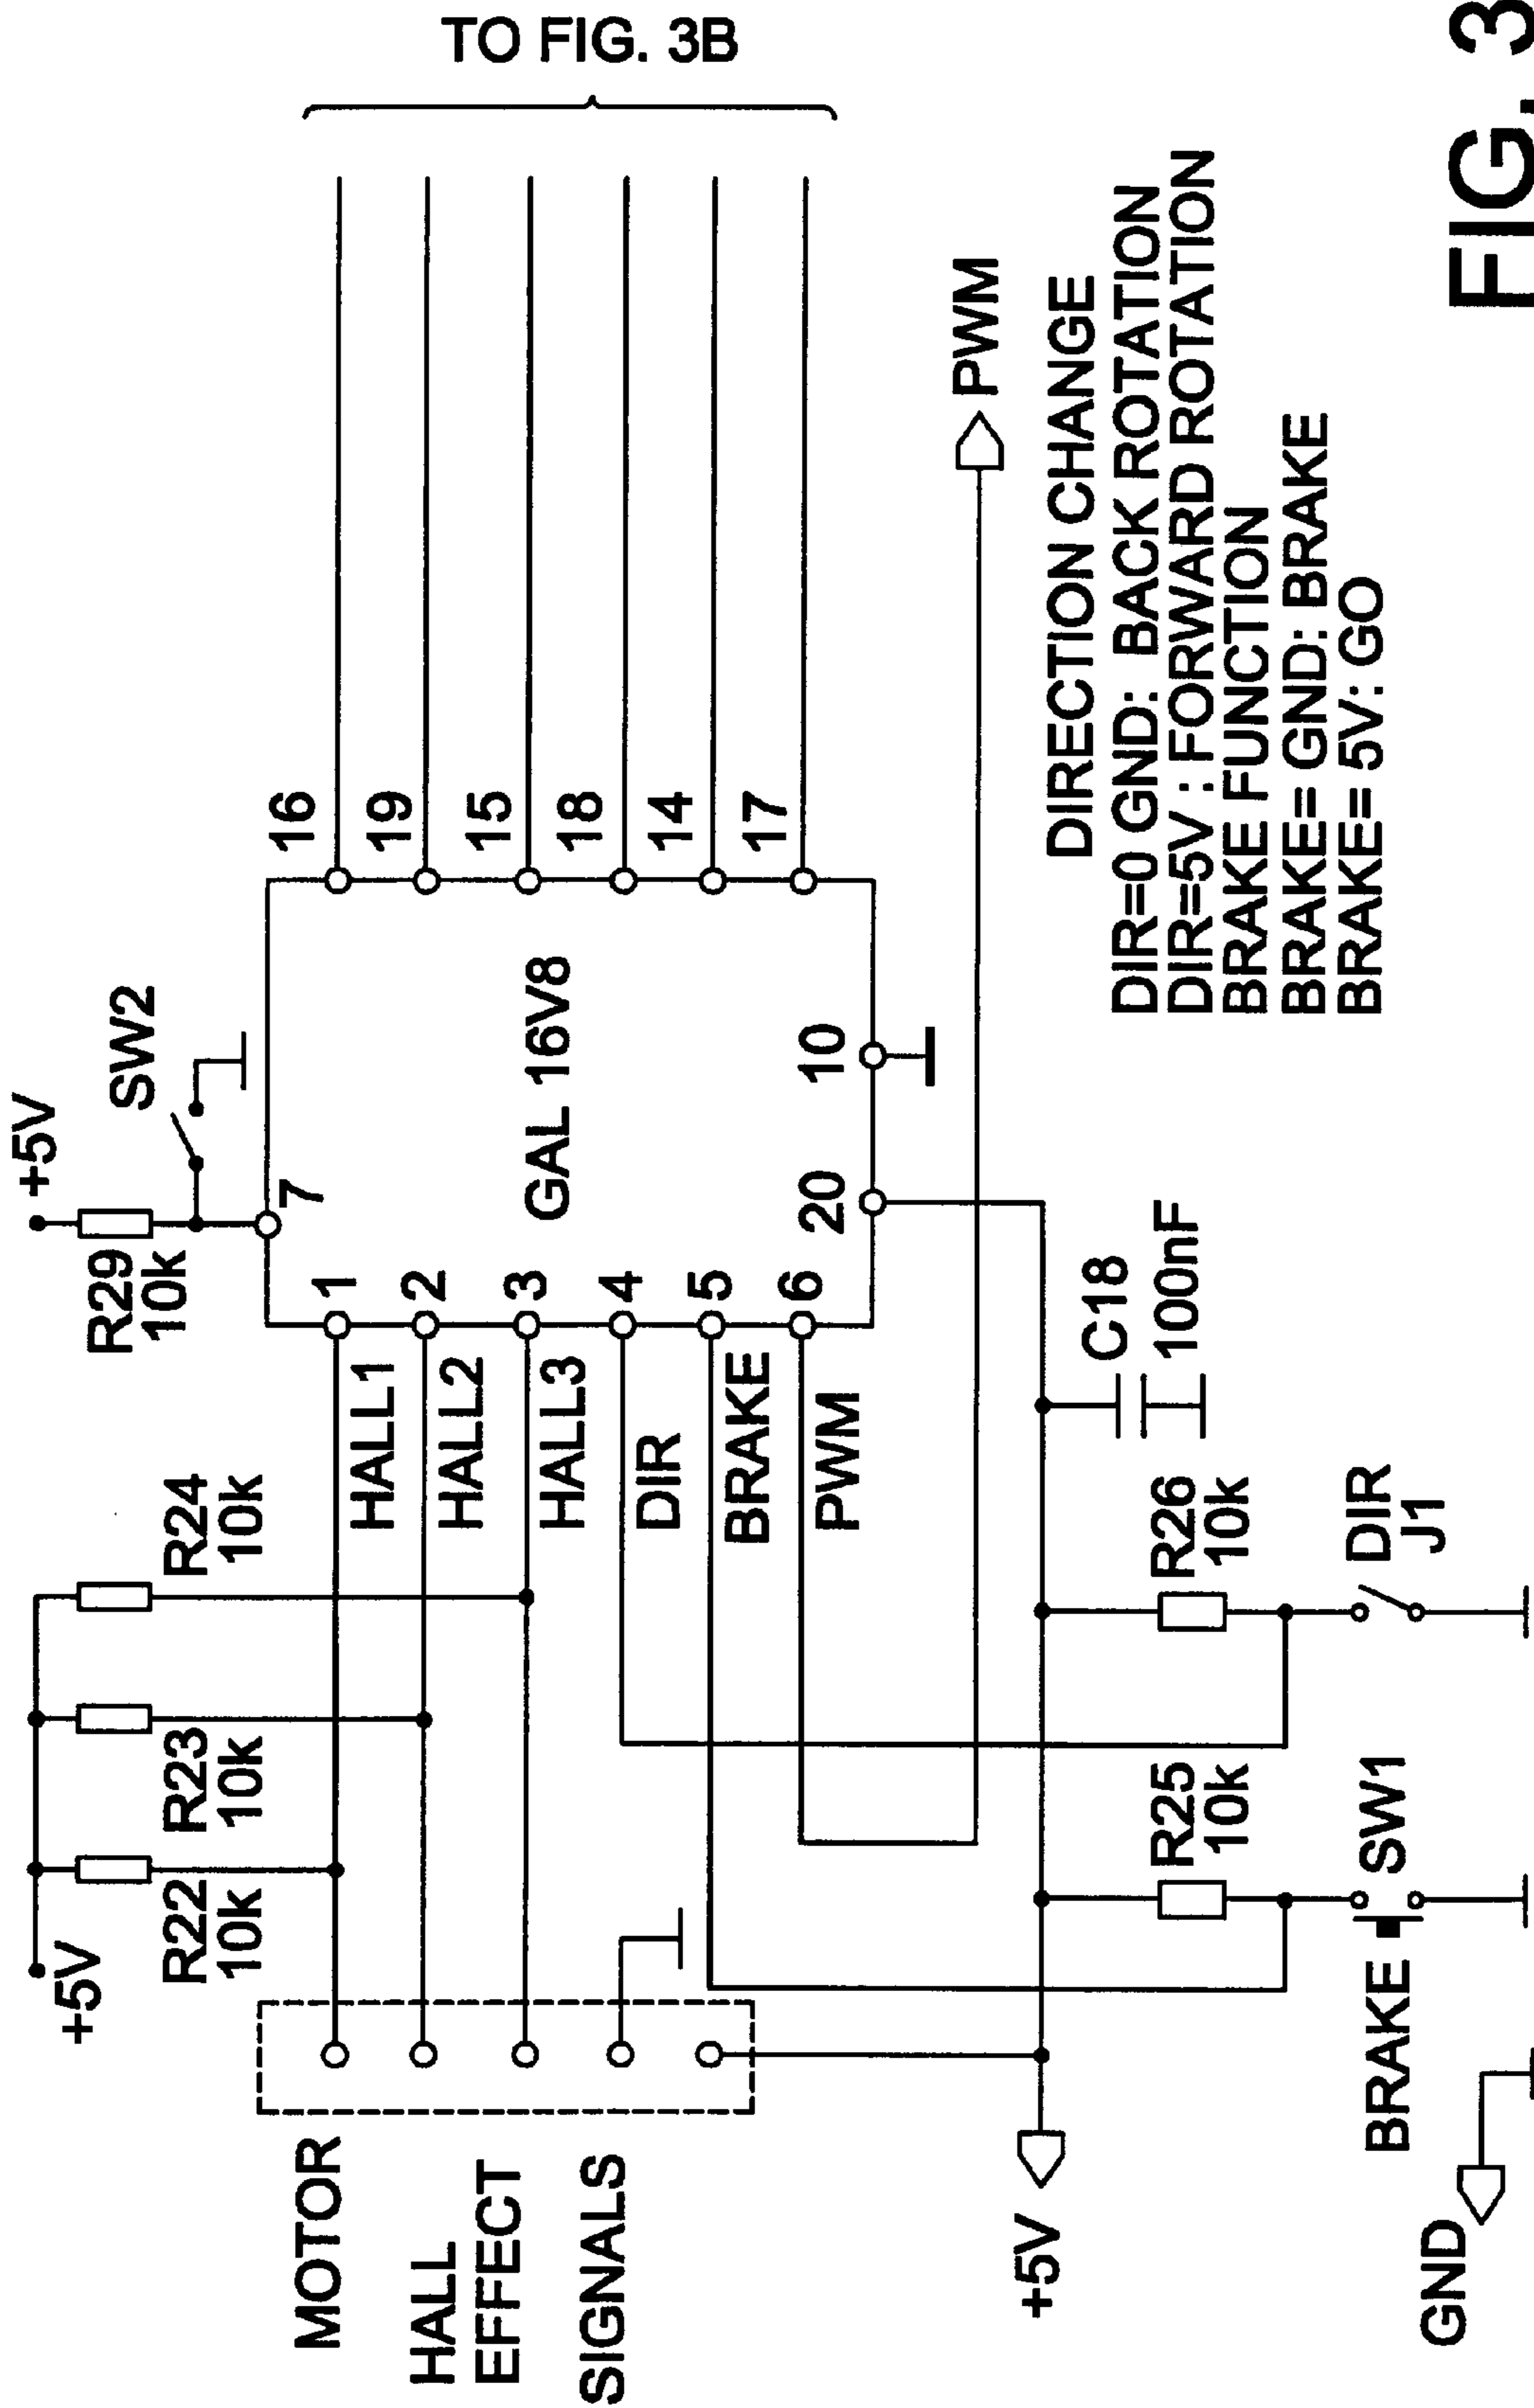 +5V
R22
10k
R23
10k
R24
10k
R29
10k
+5V
SW2
7
MOTOR
HALL
EFFECT
SIGNALS
HALL1
HALL2
HALL3
DIR
BRAKE
PWM
1
2
3
4
5
6
GAL 16V8
20
10
16
19
15
18
14
17
TO FIG. 3B
PWM
+5V
C18
100nF
R25
10k
R26
10k
BRAKE
SW1
DIR
J1
GND
DIRECTION CHANGE
DIR=0 GND: BACK ROTATION
DIR=5V : FORWARD ROTATION
BRAKE FUNCTION
BRAKE= GND: BRAKE
BRAKE= 5V: GO
FIG. 3